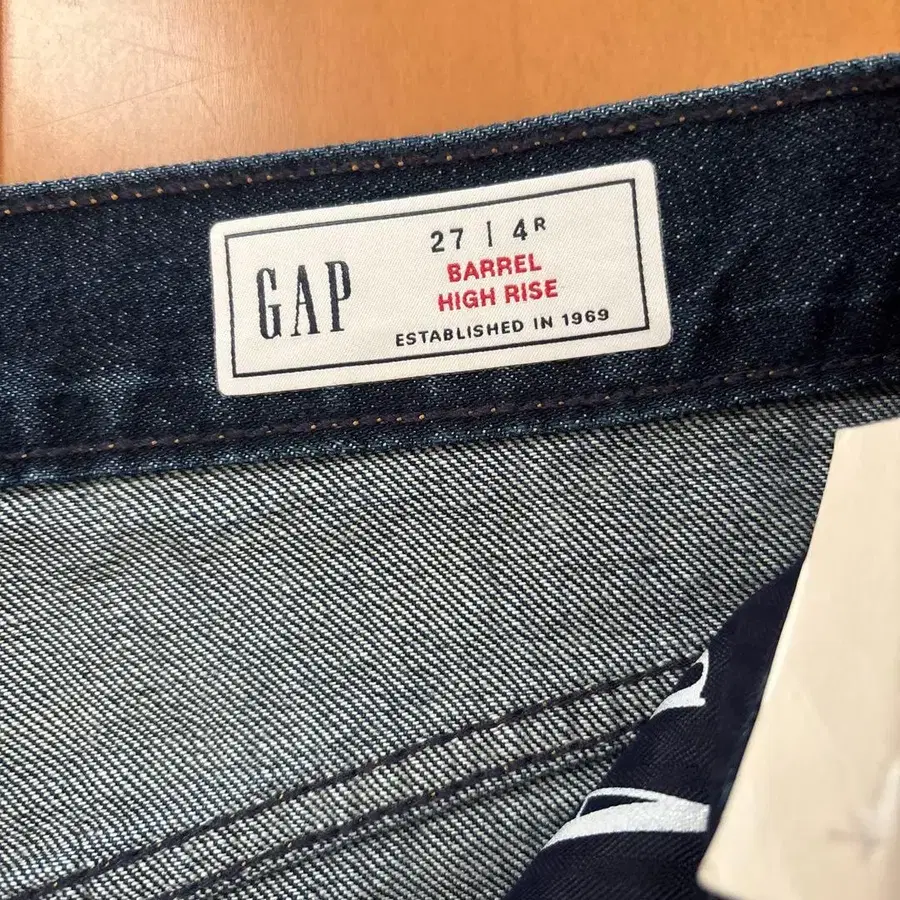 GAP
27 | 4R
BARREL
HIGH RISE
ESTABLISHED IN 1969